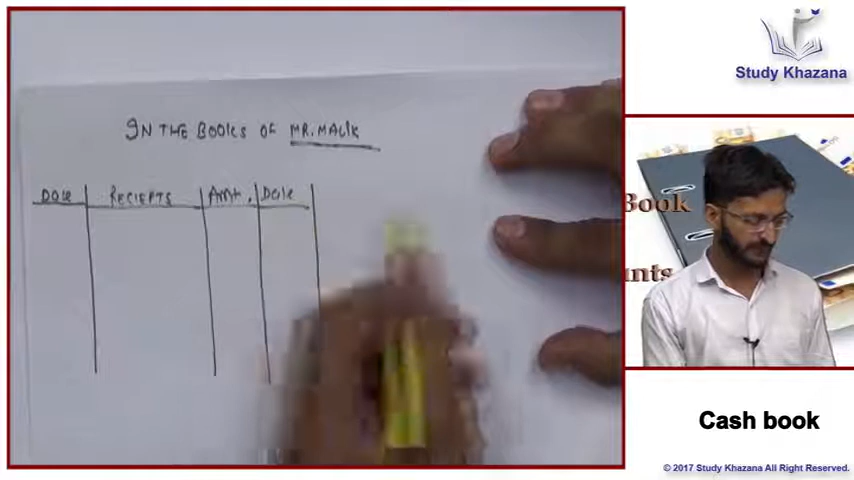 IN THE BOOKS OF MR. MALIK
DATE RECIEPTS AMt. DATE
Study Khazana
Book
unts
Cash book
© 2017 Study Khazana All Right Reserved.